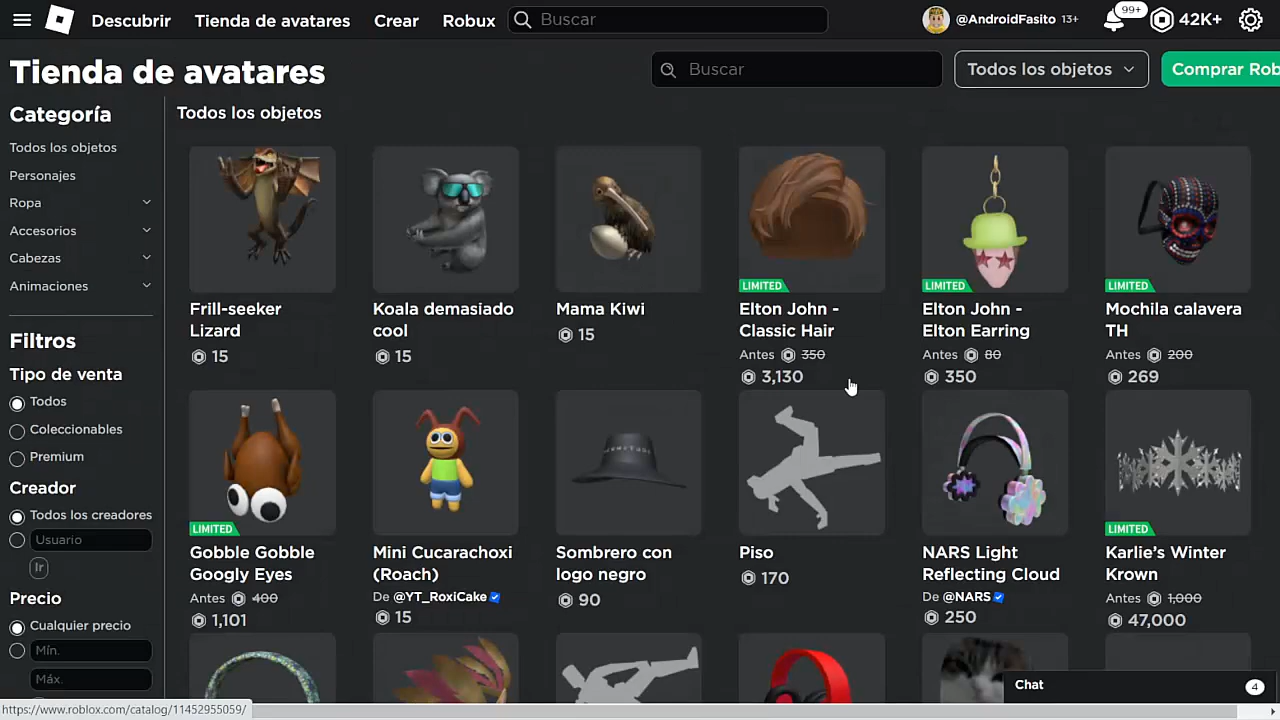 Descubrir Tienda de avatares Crear Robux Buscar @AndroidFasito 13+ 99+ 42K+
Tienda de avatares Buscar Todos los objetos Comprar Rob
Categoría
Todos los objetos
Personajes
Ropa
Accesorios
Cabezas
Animaciones
Filtros
Tipo de venta
Todos
Coleccionables
Premium
Creador
Todos los creadores
Usuario
Ir
Precio
Cualquier precio
Mín.
Máx.
Todos los objetos
Frill-seeker
Lizard
15
Koala demasiado
cool
15
Mama Kiwi
15
LIMITED
Elton John -
Classic Hair
Antes 350
3,130
LIMITED
Elton John -
Elton Earring
Antes 80
350
LIMITED
Mochila calavera
TH
Antes 200
269
LIMITED
Gobble Gobble
Googly Eyes
Antes 400
1,101
Mini Cucarachoxi
(Roach)
De @YT_RoxiCake
15
Sombrero con
logo negro
90
Piso
170
NARS Light
Reflecting Cloud
De @NARS
250
LIMITED
Karlie's Winter
Krown
Antes 1,000
47,000
Chat 4
https://www.roblox.com/catalog/11452955059/